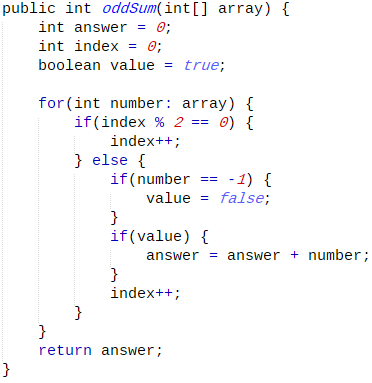 public int oddSum(int[] array) {
    int answer = 0;
    int index = 0;
    boolean value = true;

    for(int number: array) {
        if(index % 2 == 0) {
            index++;
        } else {
            if(number == -1) {
                value = false;
            }
            if(value) {
                answer = answer + number;
            }
            index++;
        }
    }
    return answer;
}